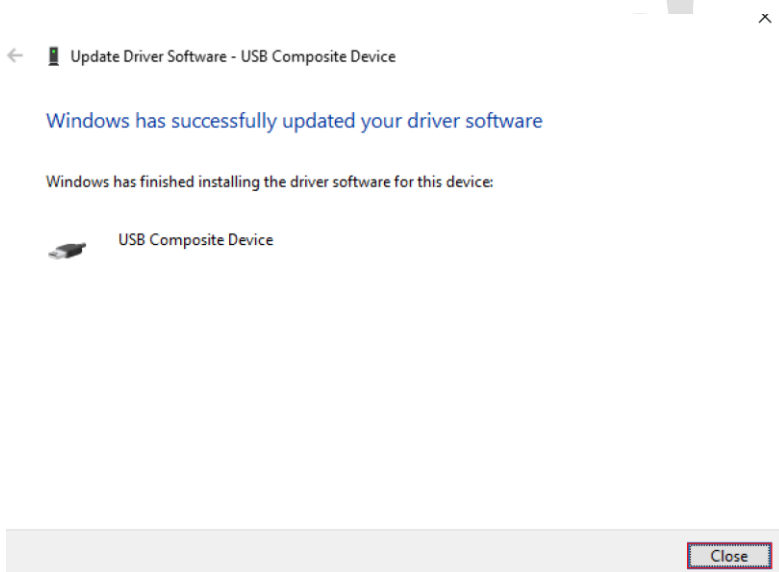 Update Driver Software - USB Composite Device
Windows has successfully updated your driver software
Windows has finished installing the driver software for this device:
USB Composite Device
Close